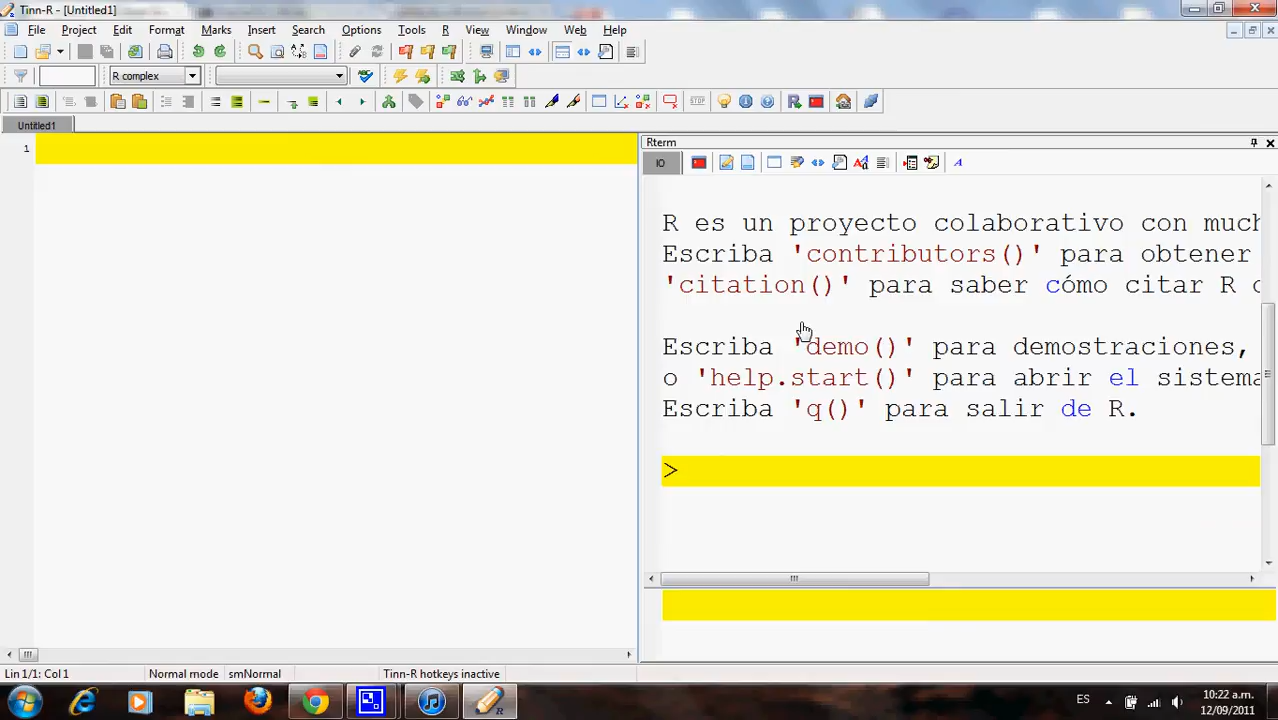 Tinn-R - [Untitled1]
File Project Edit Format Marks Insert Search Options Tools R View Window Web Help
R complex
STOP
Untitled1
Rterm
IO
1
R es un proyecto colaborativo con much
Escriba 'contributors()' para obtener
'citation()' para saber cómo citar R
Escriba 'demo()' para demostraciones,
o 'help.start()' para abrir el sistema
Escriba 'q()' para salir de R.
>
Lin 1/1: Col 1 Normal mode smNormal Tinn-R hotkeys inactive
ES 10:22 a.m.
12/09/2011